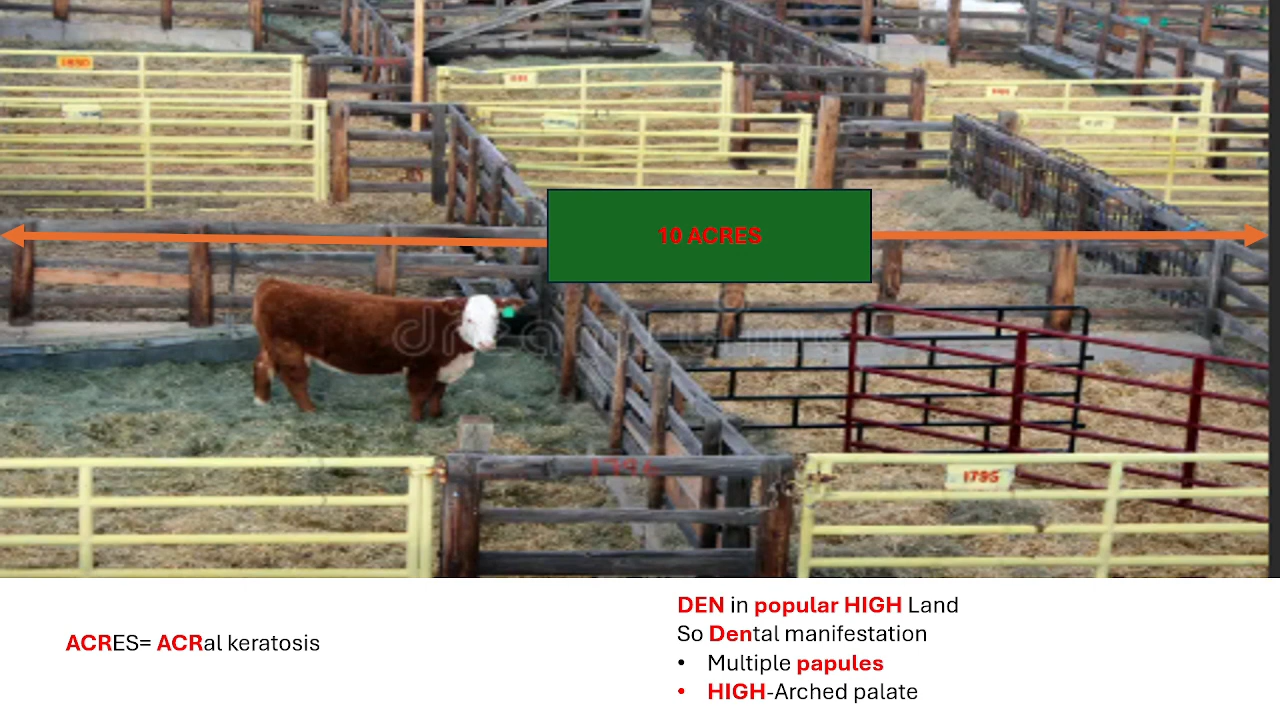 10 ACRES
dreamstime
1795
ACRES= ACRal keratosis
DEN in popular HIGH Land
So Dental manifestation
• Multiple papules
• HIGH-Arched palate